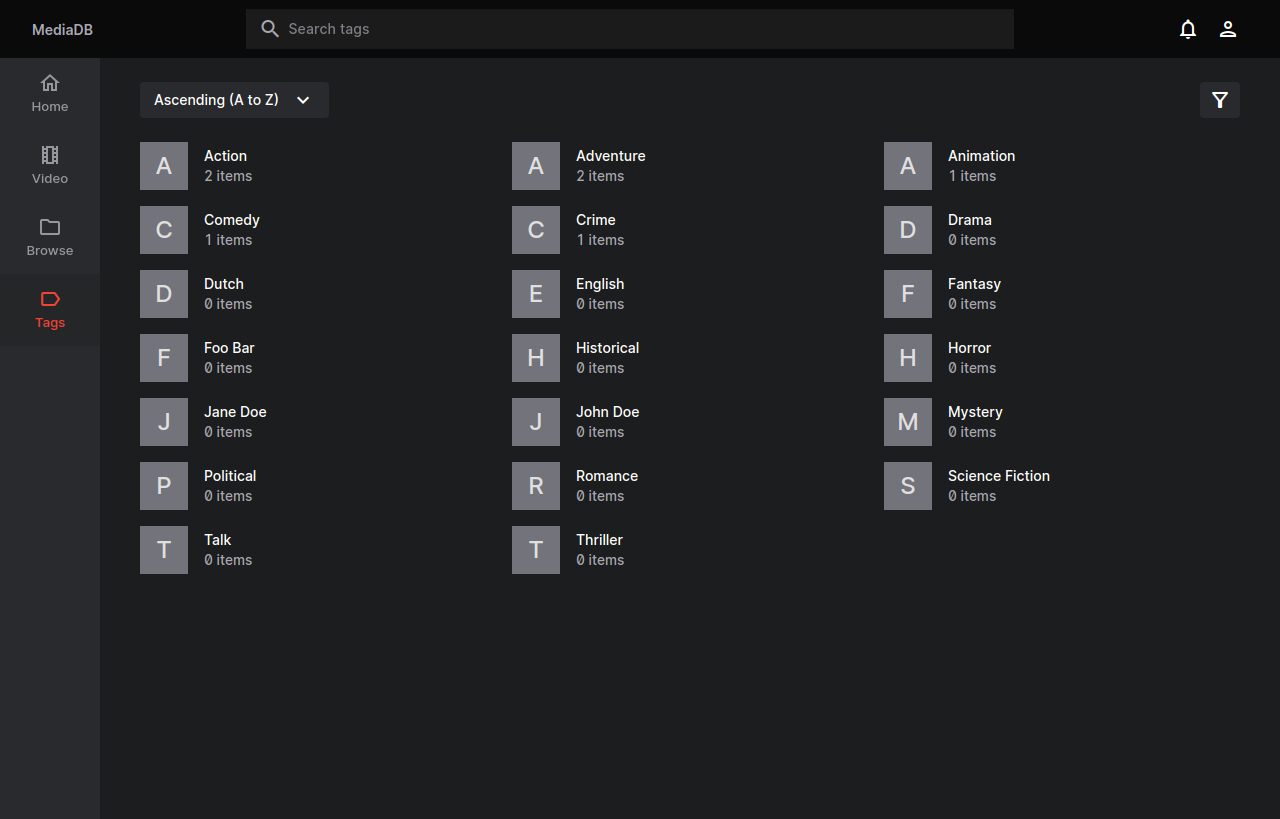 MediaDB
Search tags
Home
Video
Browse
Tags
Ascending (A to Z)
A
Action
2 items
A
Adventure
2 items
A
Animation
1 items
C
Comedy
1 items
C
Crime
1 items
D
Drama
0 items
D
Dutch
0 items
E
English
0 items
F
Fantasy
0 items
F
Foo Bar
0 items
H
Historical
0 items
H
Horror
0 items
J
Jane Doe
0 items
J
John Doe
0 items
M
Mystery
0 items
P
Political
0 items
R
Romance
0 items
S
Science Fiction
0 items
T
Talk
0 items
T
Thriller
0 items